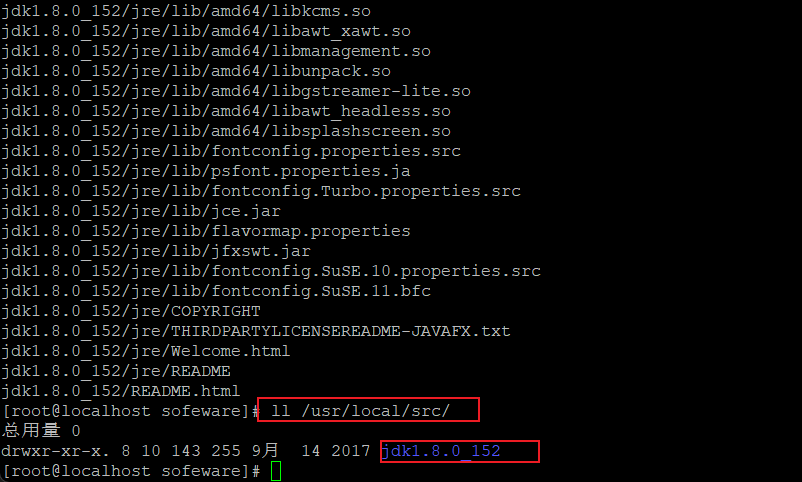 jdk1.8.0_152/jre/lib/amd64/libkcms.so
jdk1.8.0_152/jre/lib/amd64/libawt_xawt.so
jdk1.8.0_152/jre/lib/amd64/libmanagement.so
jdk1.8.0_152/jre/lib/amd64/libunpack.so
jdk1.8.0_152/jre/lib/amd64/libgstreamer-lite.so
jdk1.8.0_152/jre/lib/amd64/libawt_headless.so
jdk1.8.0_152/jre/lib/amd64/libsplashscreen.so
jdk1.8.0_152/jre/lib/fontconfig.properties.src
jdk1.8.0_152/jre/lib/psfont.properties.ja
jdk1.8.0_152/jre/lib/fontconfig.Turbo.properties.src
jdk1.8.0_152/jre/lib/jce.jar
jdk1.8.0_152/jre/lib/flavormap.properties
jdk1.8.0_152/jre/lib/jfxswt.jar
jdk1.8.0_152/jre/lib/fontconfig.SuSE.10.properties.src
jdk1.8.0_152/jre/lib/fontconfig.SuSE.11.bfc
jdk1.8.0_152/jre/COPYRIGHT
jdk1.8.0_152/jre/THIRDPARTYLICENSEREADME-JAVAFX.txt
jdk1.8.0_152/jre/Welcome.html
jdk1.8.0_152/jre/README
jdk1.8.0_152/README.html
[root@localhost sofeware]# ll /usr/local/src/
总用量 0
drwxr-xr-x. 8 10 143 255 9月  14 2017 jdk1.8.0_152
[root@localhost sofeware]#